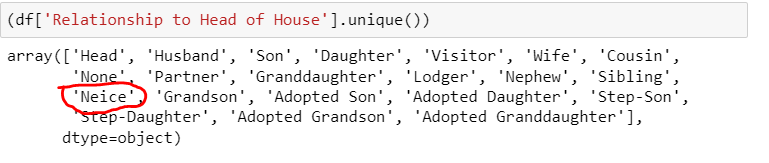 (df['Relationship to Head of House'].unique())
array(['Head', 'Husband', 'Son', 'Daughter', 'Visitor', 'Wife', 'Cousin',
'None', 'Partner', 'Granddaughter', 'Lodger', 'Nephew', 'Sibling',
'Neice', 'Grandson', 'Adopted Son', 'Adopted Daughter', 'Step-Son',
'Step-Daughter', 'Adopted Grandson', 'Adopted Granddaughter'],
dtype=object)